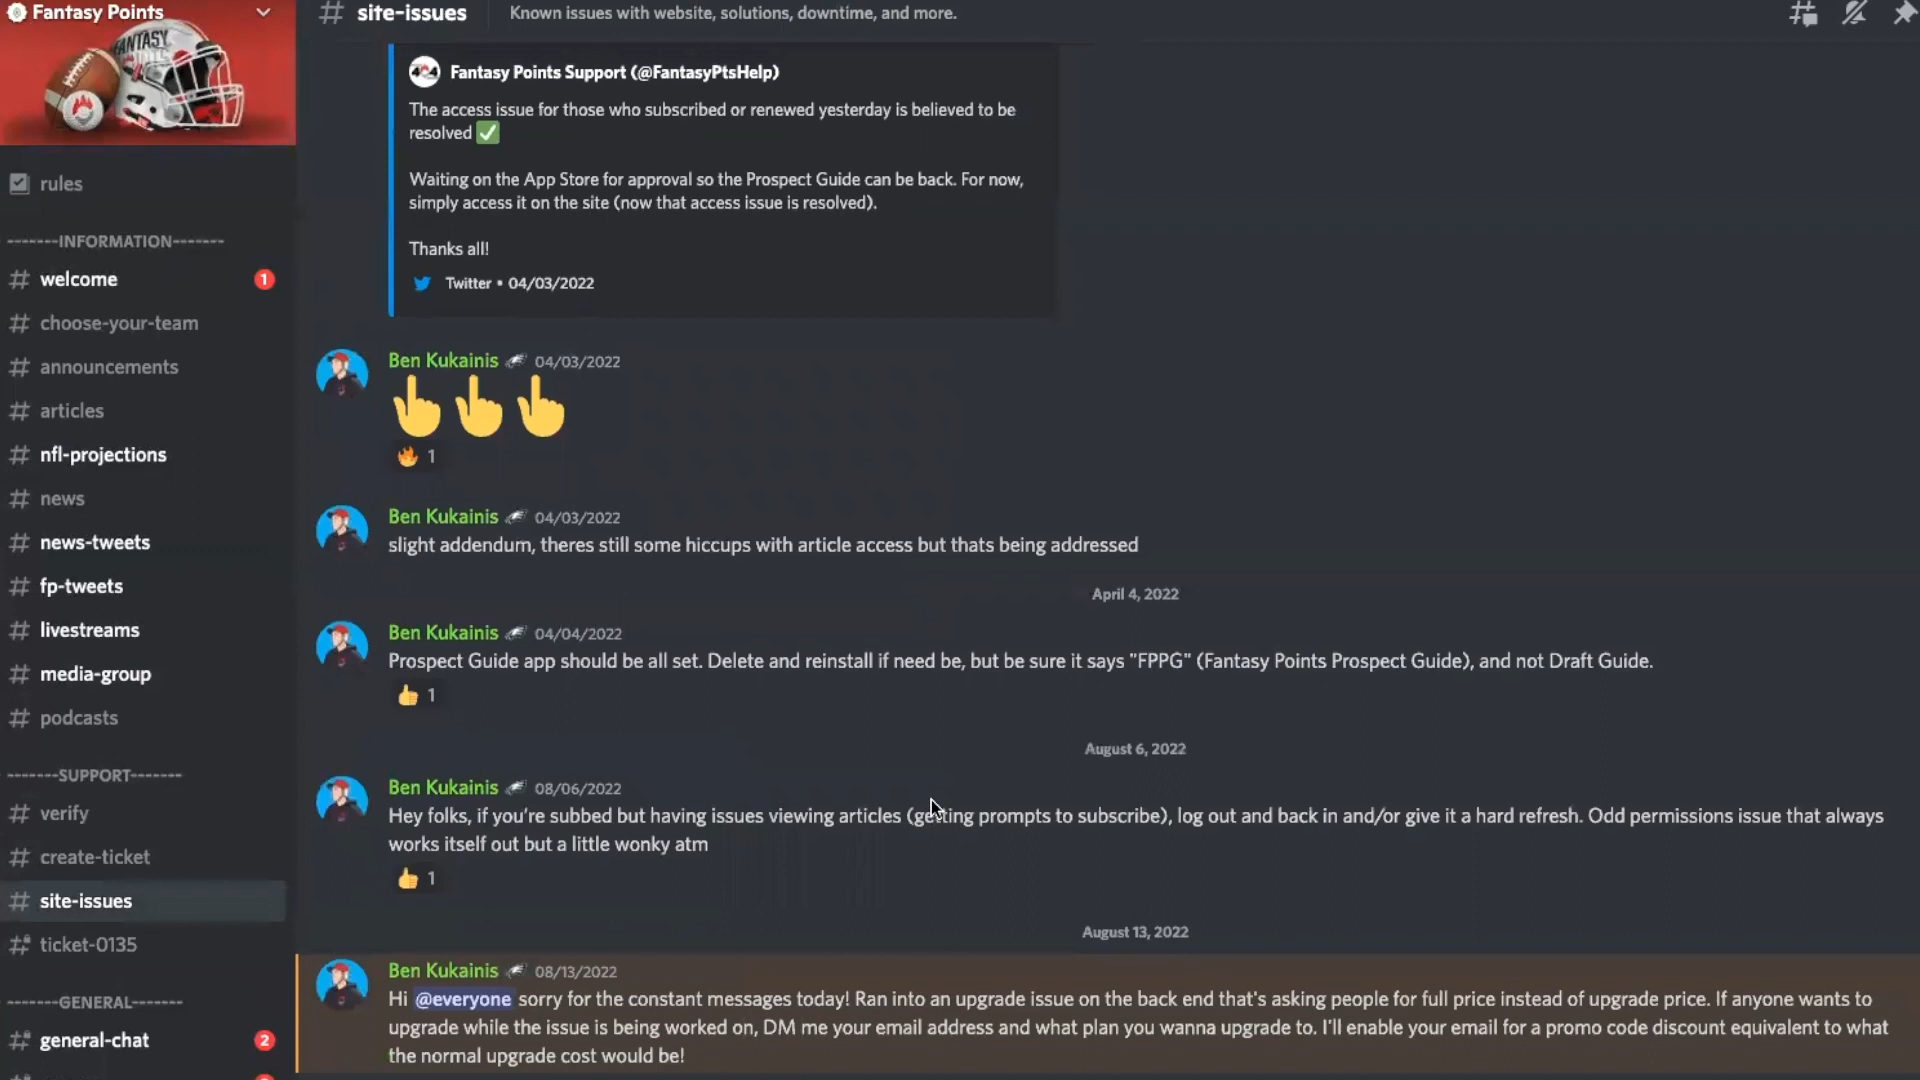 Fantasy Points
FANTASY
rules
-------INFORMATION-------
welcome
1
choose-your-team
announcements
articles
nfl-projections
news
news-tweets
fp-tweets
livestreams
media-group
podcasts
-------SUPPORT-------
verify
create-ticket
site-issues
ticket-0135
-------GENERAL-------
general-chat
2
# site-issues
Known issues with website, solutions, downtime, and more.
Fantasy Points Support (@FantasyPtsHelp)
The access issue for those who subscribed or renewed yesterday is believed to be
resolved ✅
Waiting on the App Store for approval so the Prospect Guide can be back. For now,
simply access it on the site (now that access issue is resolved).
Thanks all!
Twitter • 04/03/2022
Ben Kukainis 04/03/2022
👆👆👆
🔥 1
Ben Kukainis 04/03/2022
slight addendum, theres still some hiccups with article access but thats being addressed
April 4, 2022
Ben Kukainis 04/04/2022
Prospect Guide app should be all set. Delete and reinstall if need be, but be sure it says "FPPG" (Fantasy Points Prospect Guide), and not Draft Guide.
👍 1
August 6, 2022
Ben Kukainis 08/06/2022
Hey folks, if you're subbed but having issues viewing articles (getting prompts to subscribe), log out and back in and/or give it a hard refresh. Odd permissions issue that always
works itself out but a little wonky atm
👍 1
August 13, 2022
Ben Kukainis 08/13/2022
Hi @everyone sorry for the constant messages today! Ran into an upgrade issue on the back end that's asking people for full price instead of upgrade price. If anyone wants to
upgrade while the issue is being worked on, DM me your email address and what plan you wanna upgrade to. I'll enable your email for a promo code discount equivalent to what
the normal upgrade cost would be!